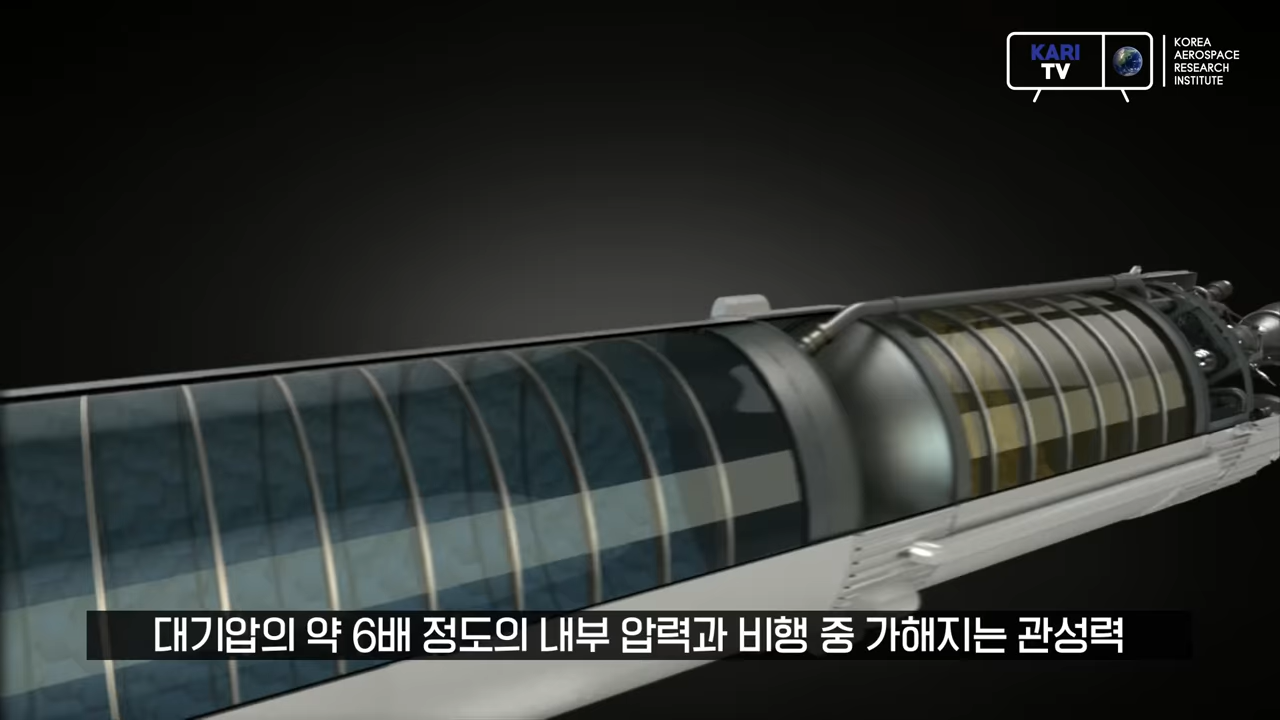 KARI
TV
KOREA
AEROSPACE
RESEARCH
INSTITUTE
대기압의 약 6배 정도의 내부 압력과 비행 중 가해지는 관성력